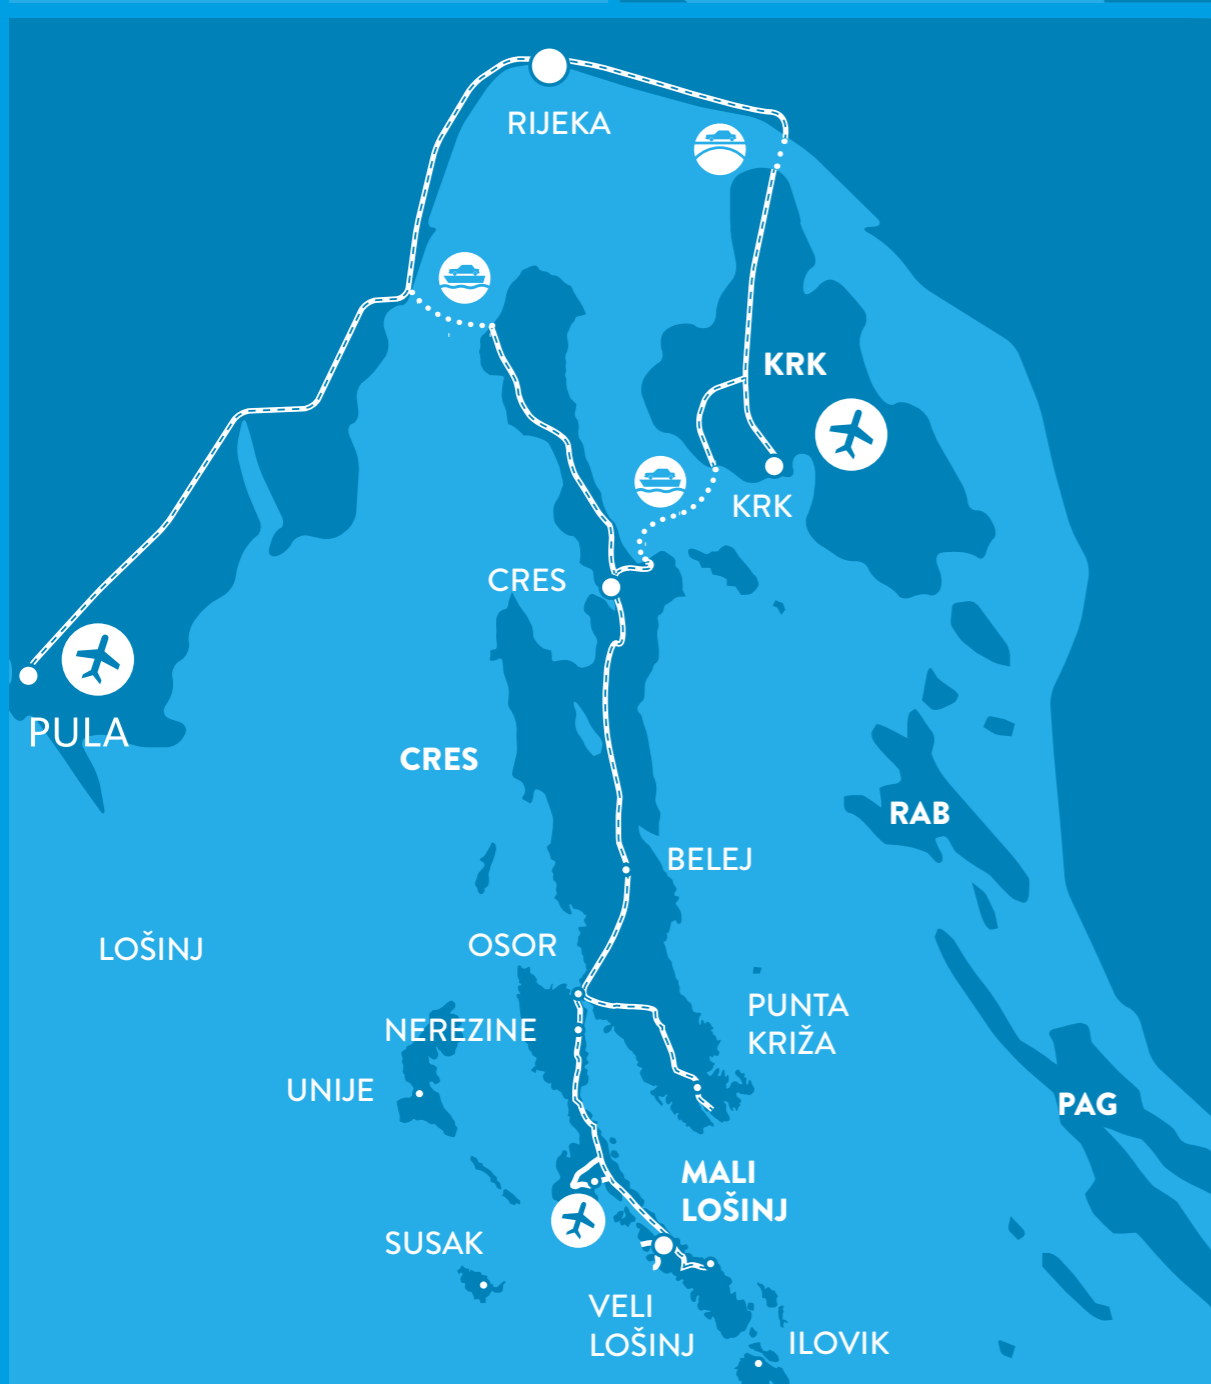 RIJEKA
KRK
KRK
CRES
PULA
CRES
RAB
BELEJ
LOŠINJ
OSOR
PUNTA
KRIŽA
NEREZINE
UNIJE
PAG
MALI
LOŠINJ
SUSAK
VELI
LOŠINJ
ILOVIK